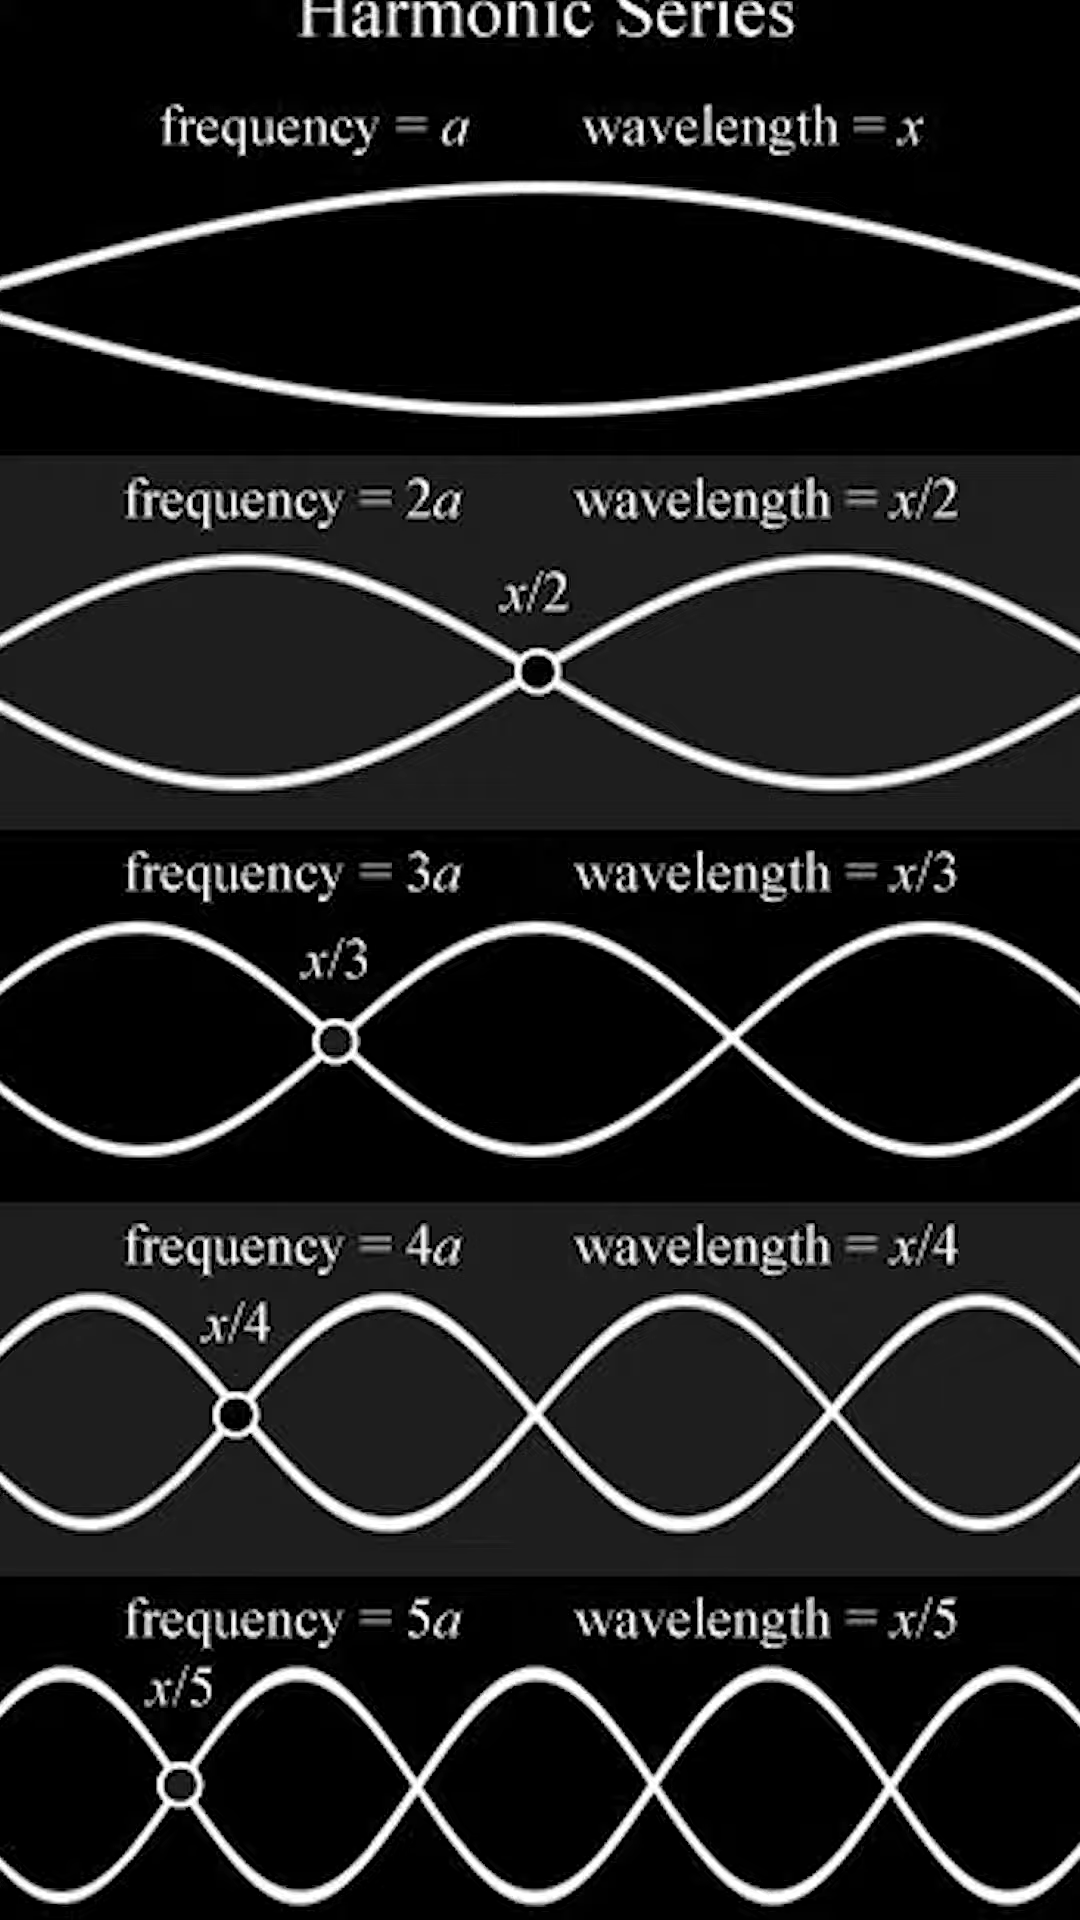 Harmonic Series
frequency = a wavelength = x
frequency = 2a wavelength = x/2
x/2
frequency = 3a wavelength = x/3
x/3
frequency = 4a wavelength = x/4
x/4
frequency = 5a wavelength = x/5
x/5